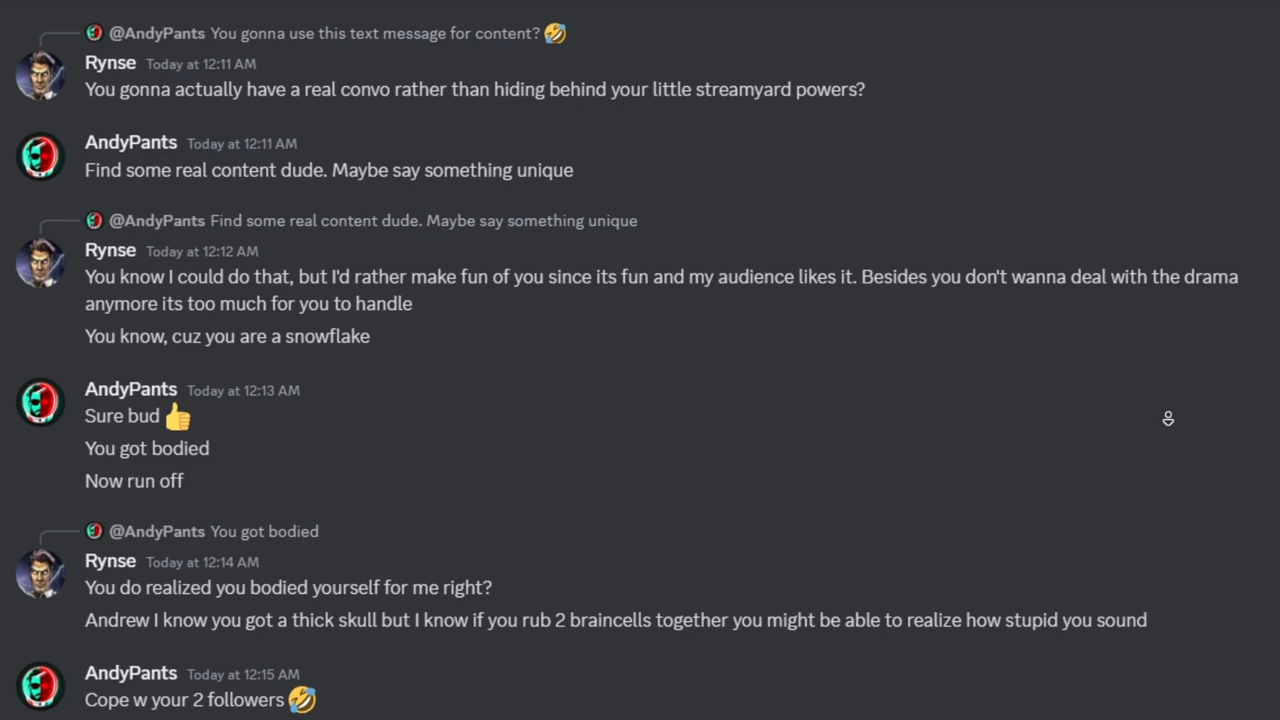 @AndyPants You gonna use this text message for content? 🤣
Rynse Today at 12:11 AM
You gonna actually have a real convo rather than hiding behind your little streamyard powers?
AndyPants Today at 12:11 AM
Find some real content dude. Maybe say something unique
@AndyPants Find some real content dude. Maybe say something unique
Rynse Today at 12:12 AM
You know I could do that, but I'd rather make fun of you since its fun and my audience likes it. Besides you don't wanna deal with the drama
anymore its too much for you to handle
You know, cuz you are a snowflake
AndyPants Today at 12:13 AM
Sure bud 👍
You got bodied
Now run off
@AndyPants You got bodied
Rynse Today at 12:14 AM
You do realized you bodied yourself for me right?
Andrew I know you got a thick skull but I know if you rub 2 braincells together you might be able to realize how stupid you sound
AndyPants Today at 12:15 AM
Cope w your 2 followers 🤣